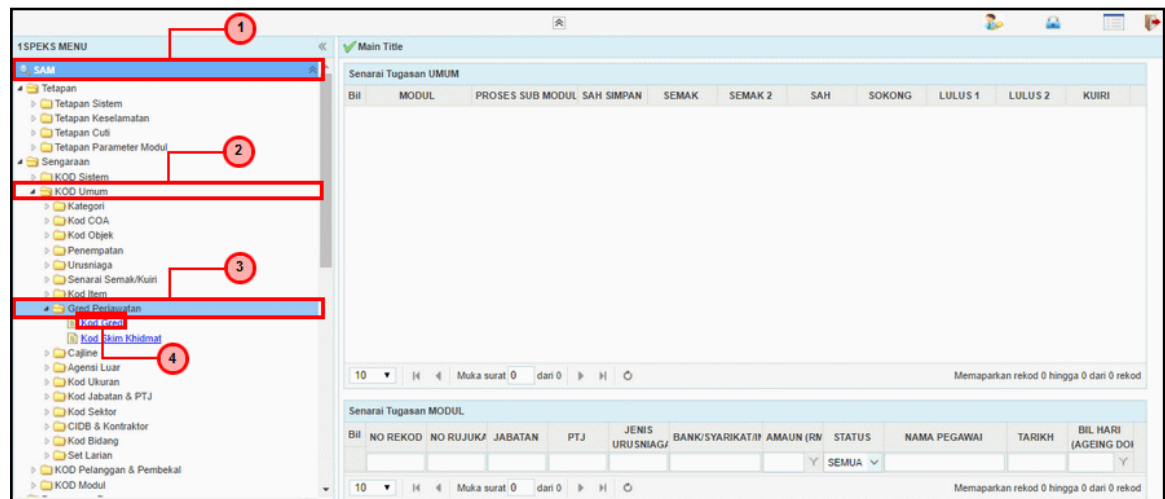 1SPEKS MENU
SAM
Tetapan
Tetapan Sistem
Tetapan Keselamatan
Tetapan Cuti
Tetapan Parameter Modul
Sengaraan
KOD Sistem
KOD Umum
Kategori
Kod COA
Kod Objek
Penempatan
Urusniaga
Senarai Semak/Kuiri
Kod Item
Gred Perjawatan
Kod Gred
Kod Skim Khidmat
Cajline
Agensi Luar
Kod Ukuran
Kod Jabatan & PTJ
Kod Sektor
CIDB & Kontraktor
Kod Bidang
Set Larian
KOD Pelanggan & Pembekal
KOD Modul
1
2
3
4
Main Title
Senarai Tugasan UMUM
Bil MODUL PROSES SUB MODUL SAH SIMPAN SEMAK SEMAK 2 SAH SOKONG LULUS 1 LULUS 2 KUIRI
10 Muka surat 0 dari 0 Memaparkan rekod 0 hingga 0 dari 0 rekod
Senarai Tugasan MODUL
Bil NO REKOD NO RUJUKA JABATAN PTJ JENIS URUSNIAGA BANK/SYARIKAT/IN AMAUN (RM STATUS NAMA PEGAWAI TARIKH BIL HARI (AGEING DOK
SEMUA
10 Muka surat 0 dari 0 Memaparkan rekod 0 hingga 0 dari 0 rekod